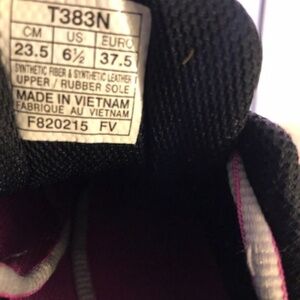 T383N
CM US EURO
23.5 6½ 37.5
SYNTHETIC FIBER & SYNTHETIC LEATHER
UPPER / RUBBER SOLE
MADE IN VIETNAM
FABRIQUE AU VIETNAM
F820215 FV